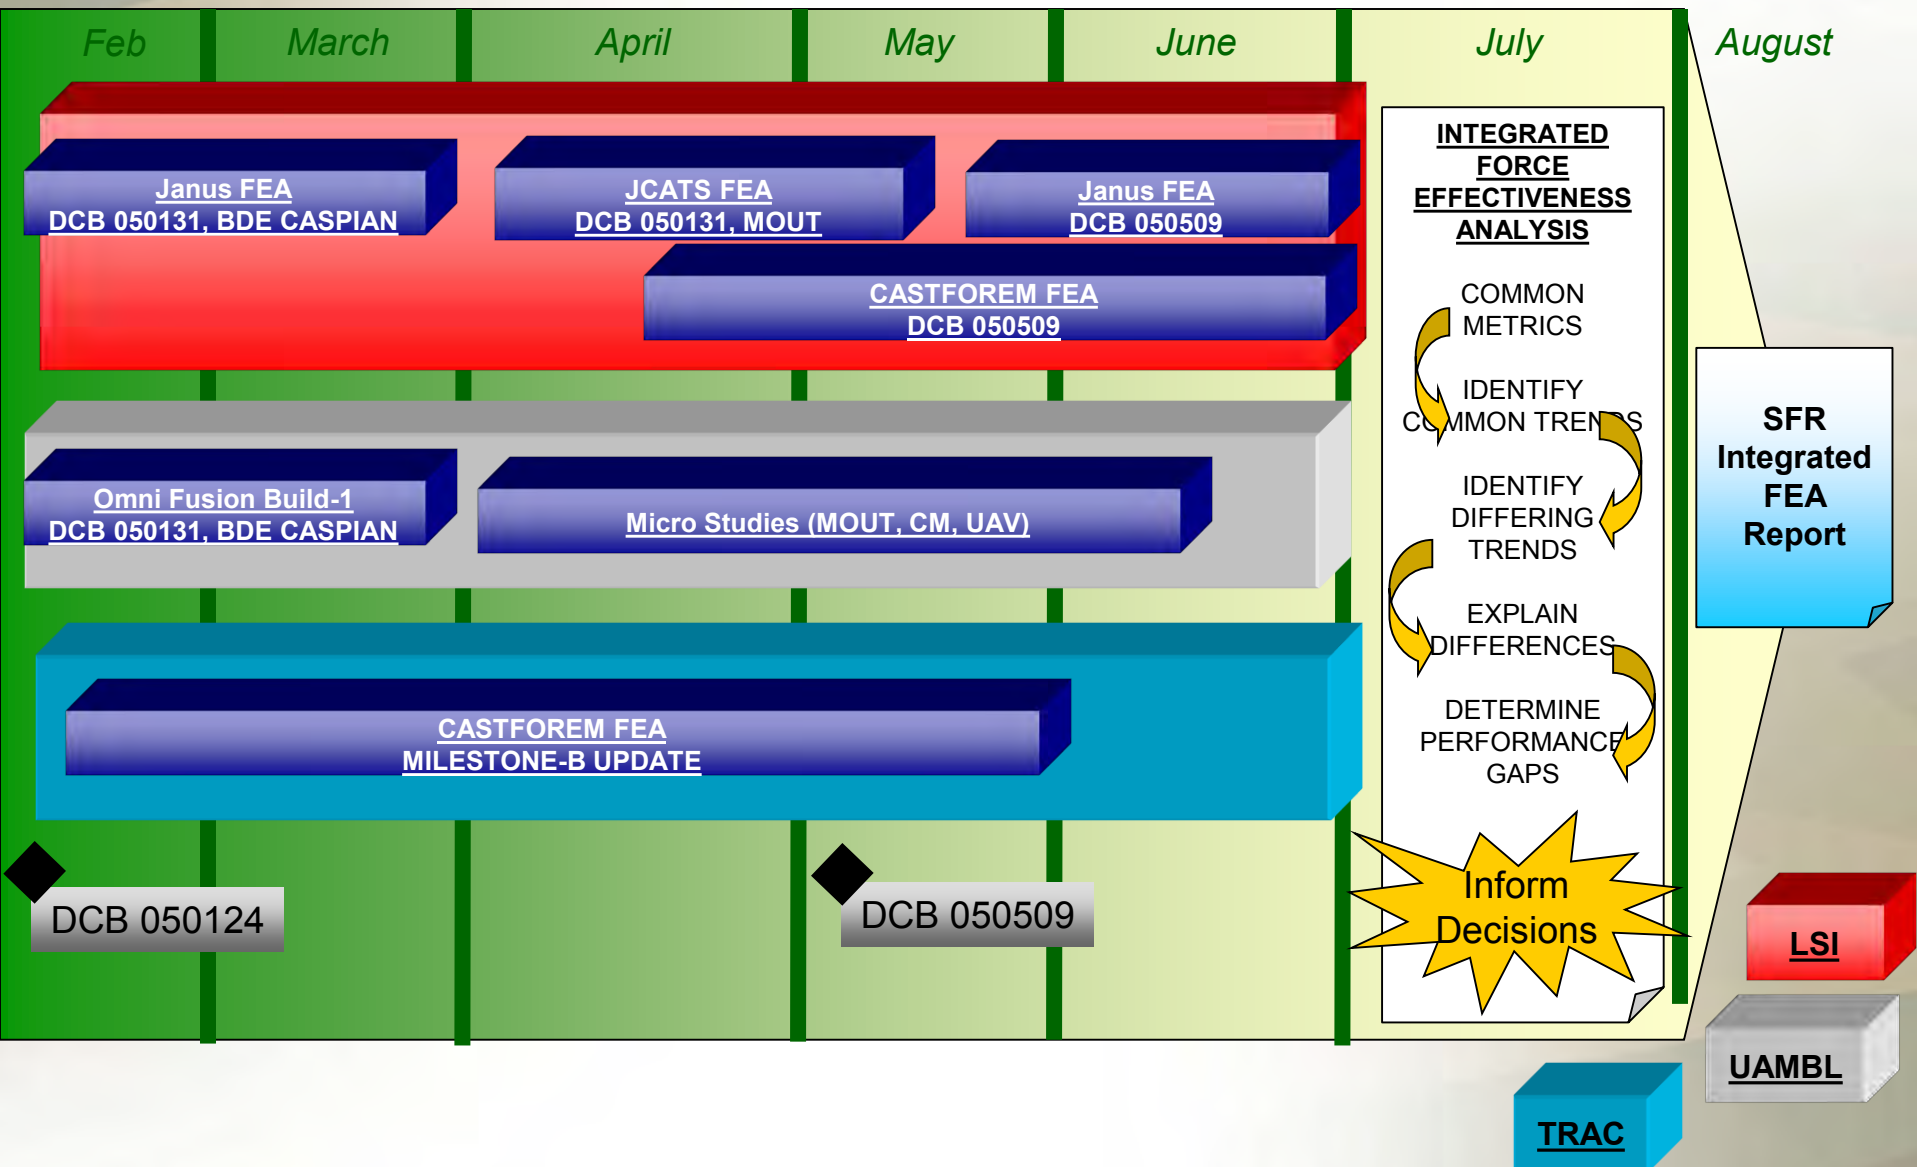 Feb
March
April
May
June
July
August
Janus FEA
DCB 050131, BDE CASPIAN
JCATS FEA
DCB 050131, MOUT
Janus FEA
DCB 050509
CASTFOREM FEA
DCB 050509
Omni Fusion Build-1
DCB 050131, BDE CASPIAN
Micro Studies (MOUT, CM, UAV)
CASTFOREM FEA
MILESTONE-B UPDATE
DCB 050124
DCB 050509
INTEGRATED
FORCE
EFFECTIVENESS
ANALYSIS
COMMON
METRICS
IDENTIFY
COMMON TRENDS
IDENTIFY
DIFFERING
TRENDS
EXPLAIN
DIFFERENCES
DETERMINE
PERFORMANCE
GAPS
Inform
Decisions
SFR
Integrated
FEA
Report
LSI
UAMBL
TRAC